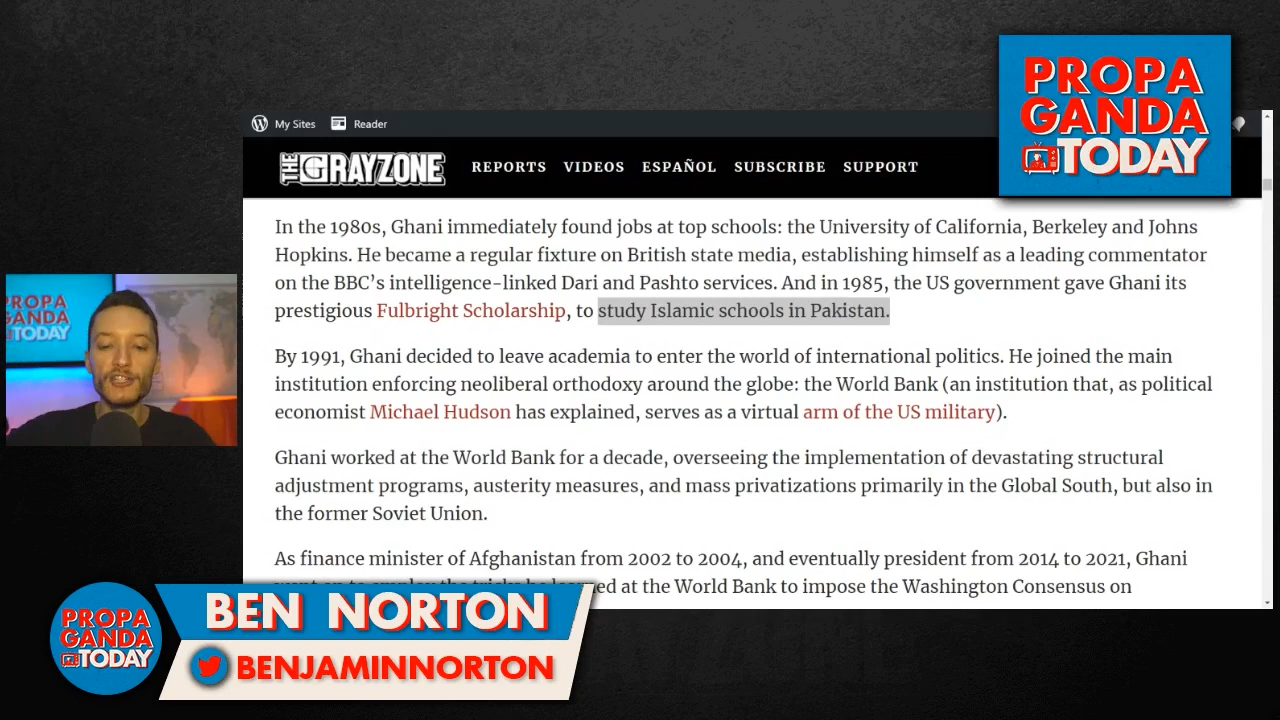 PROPA
GANDA
TODAY
My Sites
Reader
THE GRAYZONE
REPORTS VIDEOS ESPAÑOL SUBSCRIBE SUPPORT
In the 1980s, Ghani immediately found jobs at top schools: the University of California, Berkeley and Johns
Hopkins. He became a regular fixture on British state media, establishing himself as a leading commentator
on the BBC’s intelligence-linked Dari and Pashto services. And in 1985, the US government gave Ghani its
prestigious Fulbright Scholarship, to study Islamic schools in Pakistan.
By 1991, Ghani decided to leave academia to enter the world of international politics. He joined the main
institution enforcing neoliberal orthodoxy around the globe: the World Bank (an institution that, as political
economist Michael Hudson has explained, serves as a virtual arm of the US military).
Ghani worked at the World Bank for a decade, overseeing the implementation of devastating structural
adjustment programs, austerity measures, and mass privatizations primarily in the Global South, but also in
the former Soviet Union.
As finance minister of Afghanistan from 2002 to 2004, and eventually president from 2014 to 2021, Ghani
at the World Bank to impose the Washington Consensus on
PROPA
GANDA
TODAY
BEN NORTON
BENJAMINNORTON
PROPA
GANDA
TODAY